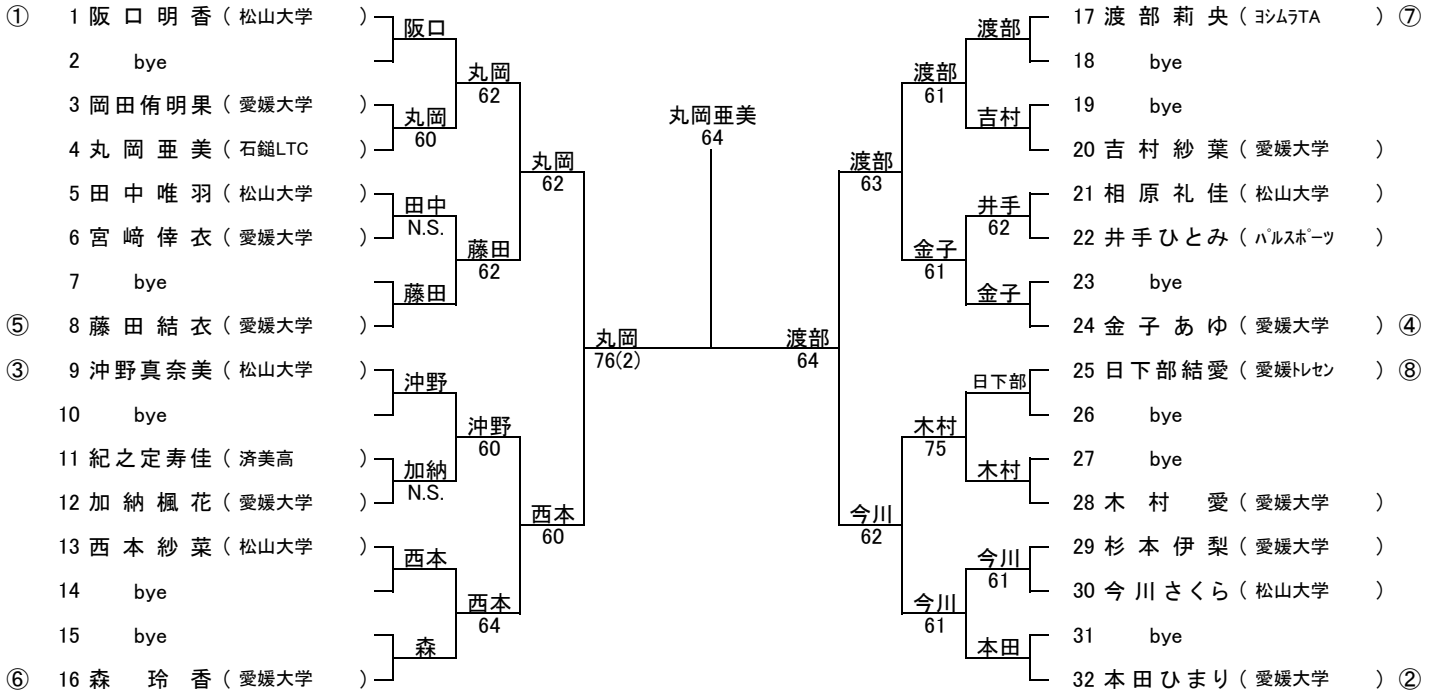 ① 1 阪口明香 ( 松山大学 )
2 bye
3 岡田侑明果 ( 愛媛大学 )
4 丸岡亜美 ( 石鎚LTC )
5 田中唯羽 ( 松山大学 )
6 宮﨑倖衣 ( 愛媛大学 )
7 bye
⑤ 8 藤田結衣 ( 愛媛大学 )
③ 9 沖野真奈美 ( 松山大学 )
10 bye
11 紀之定寿佳 ( 済美高 )
12 加納楓花 ( 愛媛大学 )
13 西本紗菜 ( 松山大学 )
14 bye
15 bye
⑥ 16 森玲香 ( 愛媛大学 )
阪口
丸岡
60
田中
N.S.
藤田
沖野
加納
N.S.
西本
森
丸岡
62
藤田
62
沖野
60
西本
64
丸岡
62
西本
60
丸岡
76(2)
丸岡亜美
64
渡部
64
渡部
63
今川
62
渡部
61
金子
61
木村
75
今川
61
渡部
吉村
井手
62
金子
日下部
木村
今川
61
本田
17 渡部莉央 ( ﾖｼﾑﾗTA ) ⑦
18 bye
19 bye
20 吉村紗葉 ( 愛媛大学 )
21 相原礼佳 ( 松山大学 )
22 井手ひとみ ( ﾊﾟﾙｽﾎﾟｰﾂ )
23 bye
24 金子あゆ ( 愛媛大学 ) ④
25 日下部結愛 ( 愛媛ﾄﾚｾﾝ ) ⑧
26 bye
27 bye
28 木村愛 ( 愛媛大学 )
29 杉本伊梨 ( 愛媛大学 )
30 今川さくら ( 松山大学 )
31 bye
32 本田ひまり ( 愛媛大学 ) ②